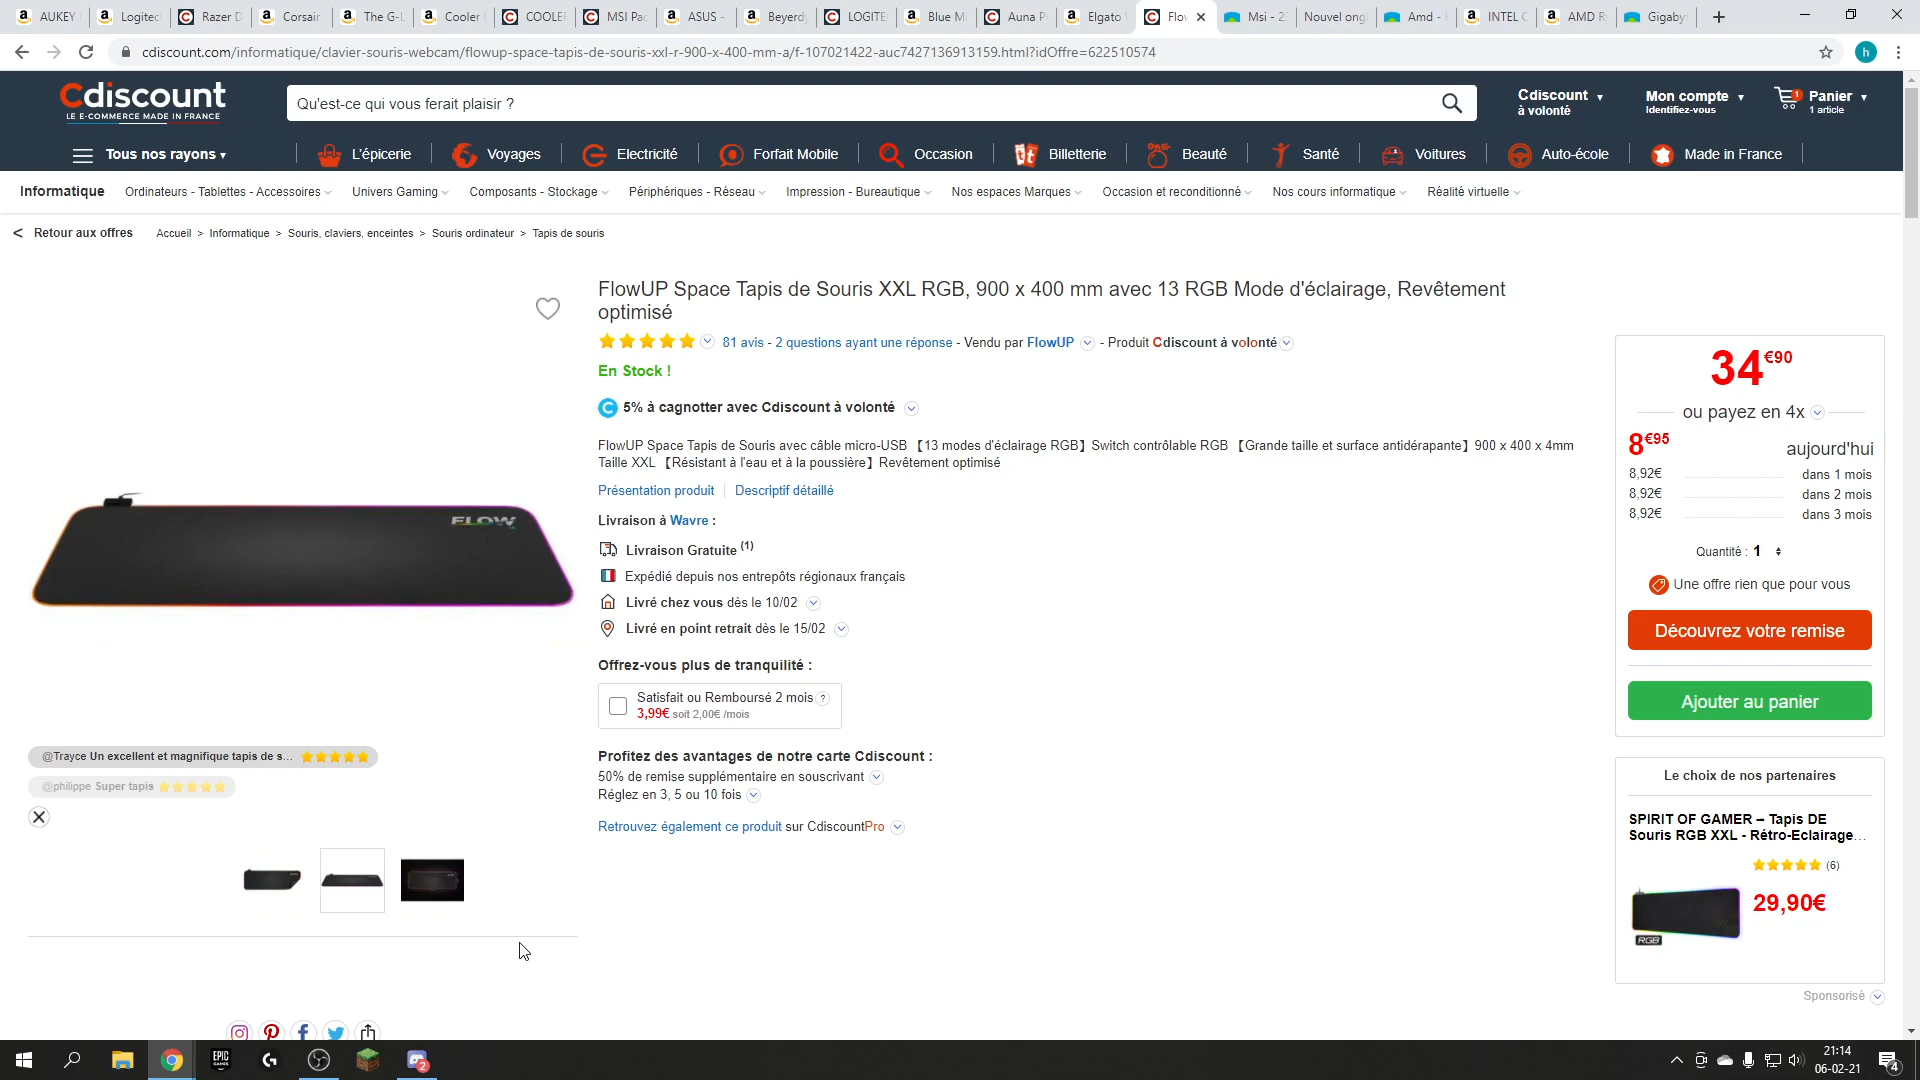 AUKEY
Logitec
Razer D
Corsair
The G-L
Cooler
COOLER
MSI Pac
ASUS -
Beyerdy
LOGITE
Blue Mi
Auna P
Elgato
Flow
Msi - 2
Nouvel ong
Amd -
INTEL C
AMD R
Gigaby
cdiscount.com/informatique/clavier-souris-webcam/flowup-space-tapis-de-souris-xxl-r-900-x-400-mm-a/f-107021422-auc7427136913159.html?idOffre=622510574
h
Cdiscount
LE E-COMMERCE MADE IN FRANCE
Qu'est-ce qui vous ferait plaisir ?
Cdiscount
à volonté
Mon compte
Identifiez-vous
1
Panier
1 article
Tous nos rayons
L'épicerie
Voyages
Electricité
Forfait Mobile
Occasion
Billetterie
Beauté
Santé
Voitures
Auto-école
Made in France
Informatique
Ordinateurs - Tablettes - Accessoires
Univers Gaming
Composants - Stockage
Périphériques - Réseau
Impression - Bureautique
Nos espaces Marques
Occasion et reconditionné
Nos cours informatique
Réalité virtuelle
< Retour aux offres
Accueil > Informatique > Souris, claviers, enceintes > Souris ordinateur > Tapis de souris
FlowUP Space Tapis de Souris XXL RGB, 900 x 400 mm avec 13 RGB Mode d'éclairage, Revêtement
optimisé
81 avis - 2 questions ayant une réponse - Vendu par FlowUP - Produit Cdiscount à volonté
En Stock !
5% à cagnotter avec Cdiscount à volonté
FlowUP Space Tapis de Souris avec câble micro-USB 【13 modes d'éclairage RGB】Switch contrôlable RGB 【Grande taille et surface antidérapante】900 x 400 x 4mm
Taille XXL 【Résistant à l'eau et à la poussière】Revêtement optimisé
Présentation produit
Descriptif détaillé
Livraison à Wavre :
Livraison Gratuite (1)
Expédié depuis nos entrepôts régionaux français
Livré chez vous dès le 10/02
Livré en point retrait dès le 15/02
Offrez-vous plus de tranquilité :
Satisfait ou Remboursé 2 mois ?
3,99€ soit 2,00€ /mois
Profitez des avantages de notre carte Cdiscount :
50% de remise supplémentaire en souscrivant
Réglez en 3, 5 ou 10 fois
Retrouvez également ce produit sur CdiscountPro
FLOW
@Trayce Un excellent et magnifique tapis de s...
@philippe Super tapis
34€90
ou payez en 4x
8€95 aujourd'hui
8,92€ dans 1 mois
8,92€ dans 2 mois
8,92€ dans 3 mois
Quantité : 1
Une offre rien que pour vous
Découvrez votre remise
Ajouter au panier
Le choix de nos partenaires
SPIRIT OF GAMER – Tapis DE
Souris RGB XXL - Rétro-Eclairage...
(6)
29,90€
RGB
Sponsorisé
EPIC
GAMES
2
21:14
06-02-21
4